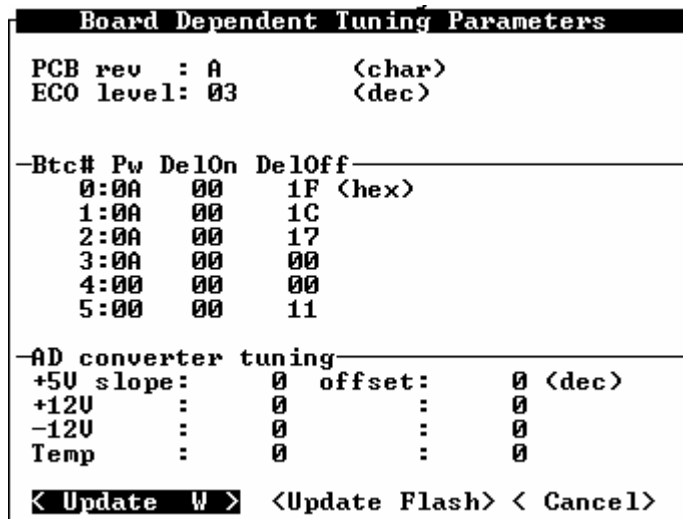 Board Dependent Tuning Parameters
PCB rev : A (char)
ECO level: 03 (dec)
Btc# Pw DelOn DelOff
0:0A 00 1F (hex)
1:0A 00 1C
2:0A 00 17
3:0A 00 00
4:00 00 00
5:00 00 11
AD converter tuning
+5V slope: 0 offset: 0 (dec)
+12V : 0 : 0
-12V : 0 : 0
Temp : 0 : 0
< Update W > <Update Flash> < Cancel>